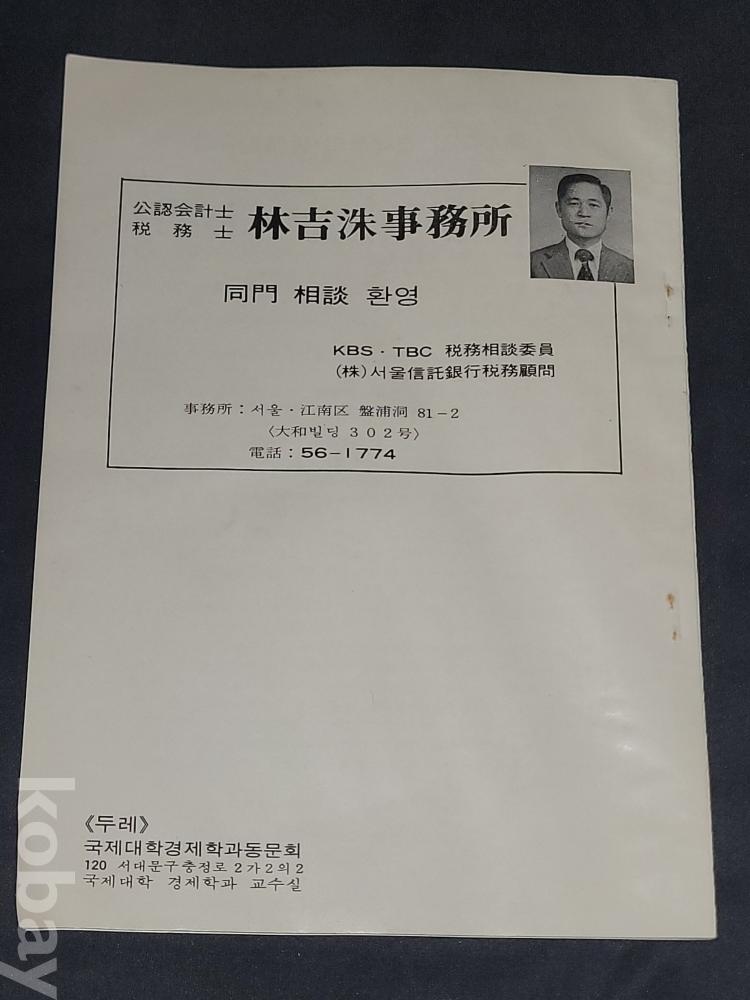 公認会計士
税務士
林吉洙事務所
同門 相談 환영
KBS · TBC 税務相談委員
(株)서울信託銀行税務顧問
事務所 : 서울 · 江南区 盤浦洞 81-2
〈大和빌딩 302号〉
電話 : 56-1774
《두레》
국제대학경제학과동문회
120 서대문구충정로2가2의2
국제대학 경제학과 교수실
kobay